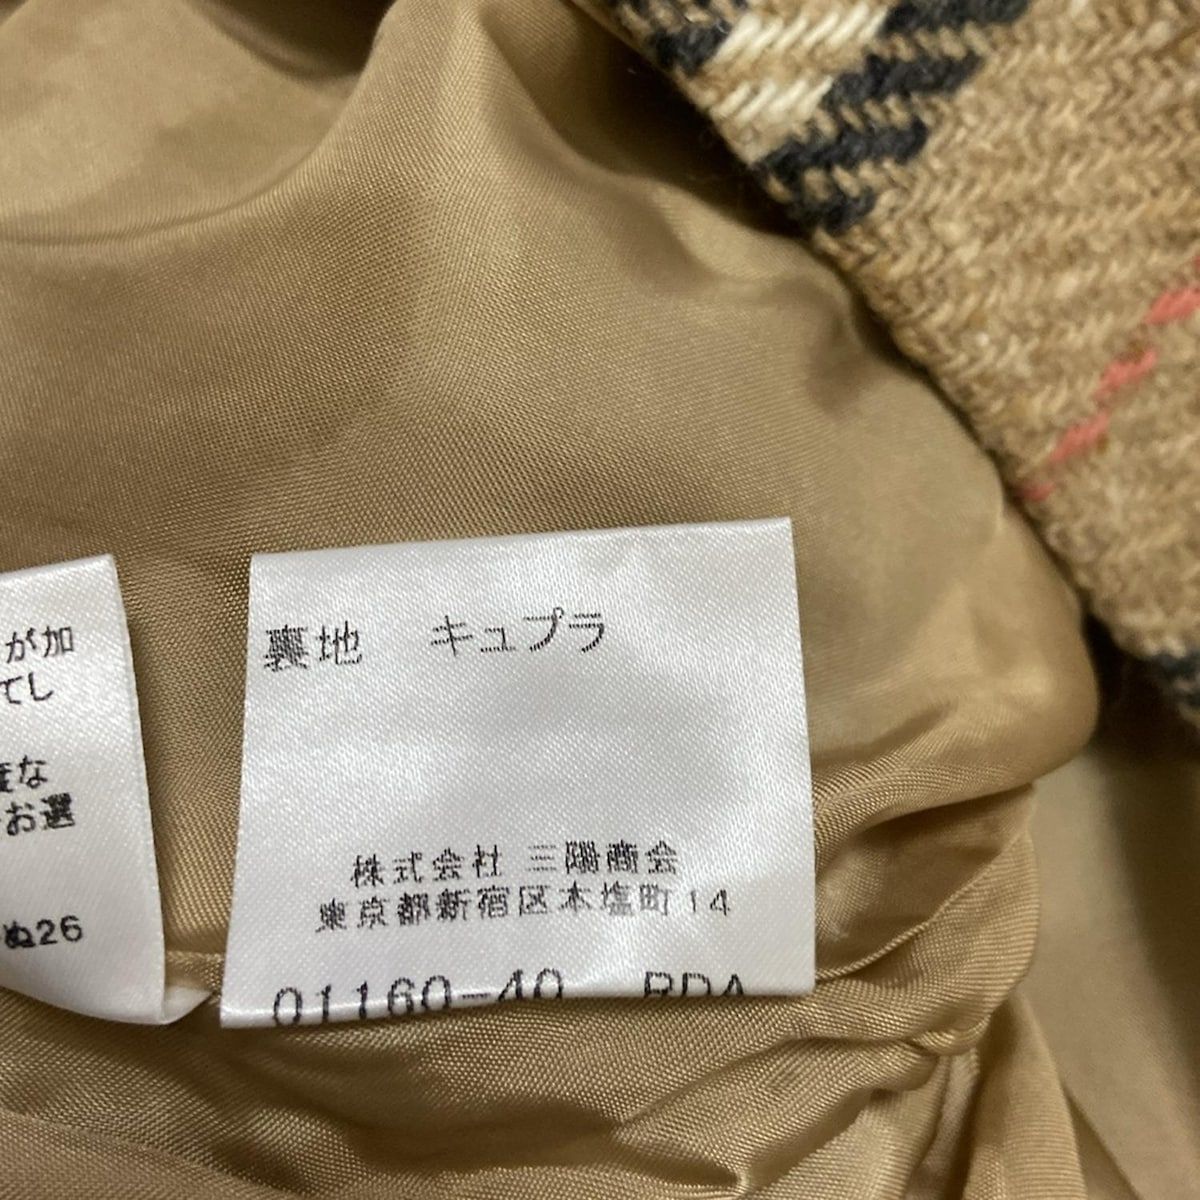 が加
てし
度な
お選
ぬ26
裏地 キュプラ
株式会社 三陽商会
東京都新宿区本塩町14
01160-40 RDA